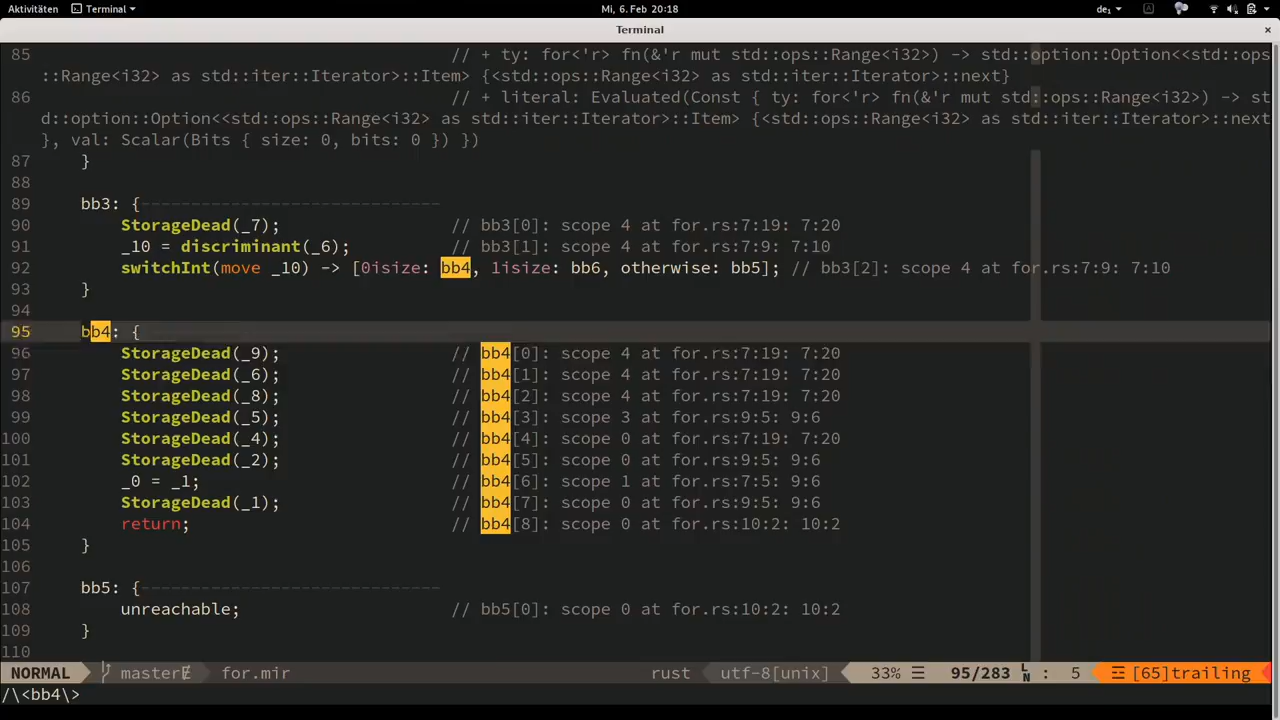 Aktivitäten Terminal Mi, 6. Feb 20:18 de₁
Terminal
85 // + ty: for<'r> fn(&'r mut std::ops::Range<i32>) -> std::option::Option<<std::ops
::Range<i32> as std::iter::Iterator>::Item> {<std::ops::Range<i32> as std::iter::Iterator>::next}
86 // + literal: Evaluated(Const { ty: for<'r> fn(&'r mut std::ops::Range<i32>) -> st
d::option::Option<<std::ops::Range<i32> as std::iter::Iterator>::Item> {<std::ops::Range<i32> as std::iter::Iterator>::next
}, val: Scalar(Bits { size: 0, bits: 0 }) })
87 }
88
89 bb3: {------------------------------
90 StorageDead(_7); // bb3[0]: scope 4 at for.rs:7:19: 7:20
91 _10 = discriminant(_6); // bb3[1]: scope 4 at for.rs:7:9: 7:10
92 switchInt(move _10) -> [0isize: bb4, 1isize: bb6, otherwise: bb5]; // bb3[2]: scope 4 at for.rs:7:9: 7:10
93 }
94
95 bb4: {
96 StorageDead(_9); // bb4[0]: scope 4 at for.rs:7:19: 7:20
97 StorageDead(_6); // bb4[1]: scope 4 at for.rs:7:19: 7:20
98 StorageDead(_8); // bb4[2]: scope 4 at for.rs:7:19: 7:20
99 StorageDead(_5); // bb4[3]: scope 3 at for.rs:9:5: 9:6
100 StorageDead(_4); // bb4[4]: scope 0 at for.rs:7:19: 7:20
101 StorageDead(_2); // bb4[5]: scope 0 at for.rs:9:5: 9:6
102 _0 = _1; // bb4[6]: scope 1 at for.rs:7:5: 9:6
103 StorageDead(_1); // bb4[7]: scope 0 at for.rs:9:5: 9:6
104 return; // bb4[8]: scope 0 at for.rs:10:2: 10:2
105 }
106
107 bb5: {------------------------------
108 unreachable; // bb5[0]: scope 0 at for.rs:10:2: 10:2
109 }
110
NORMAL master for.mir rust utf-8[unix] 33% ☰ 95/283 LN : 5 ☲ [65]trailing
/\<bb4\>